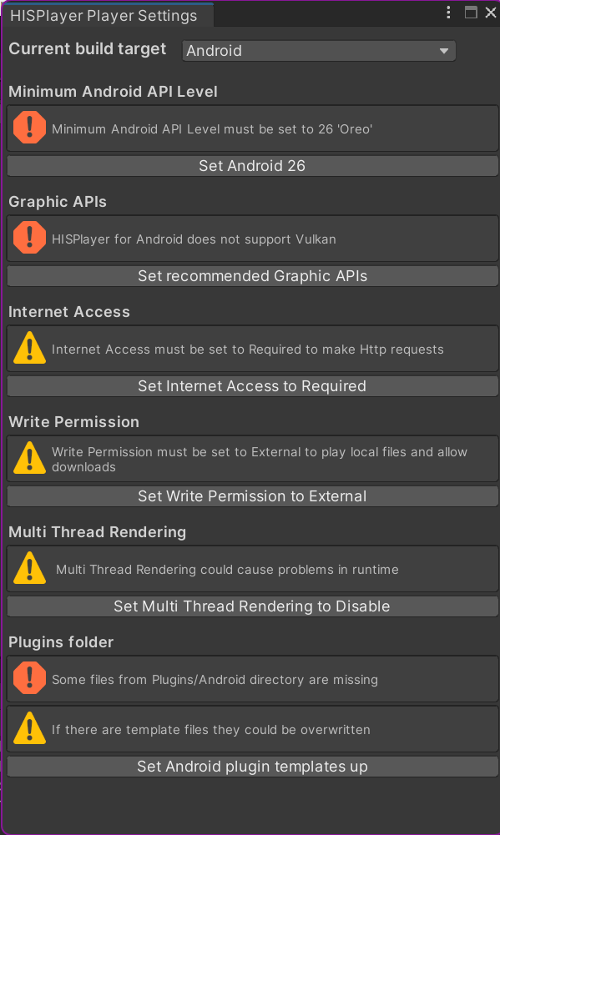 HISPlayer Player Settings
Current build target
Android
Minimum Android API Level
Minimum Android API Level must be set to 26 'Oreo'
Set Android 26
Graphic APIs
HISPlayer for Android does not support Vulkan
Set recommended Graphic APIs
Internet Access
Internet Access must be set to Required to make Http requests
Set Internet Access to Required
Write Permission
Write Permission must be set to External to play local files and allow
downloads
Set Write Permission to External
Multi Thread Rendering
Multi Thread Rendering could cause problems in runtime
Set Multi Thread Rendering to Disable
Plugins folder
Some files from Plugins/Android directory are missing
If there are template files they could be overwritten
Set Android plugin templates up